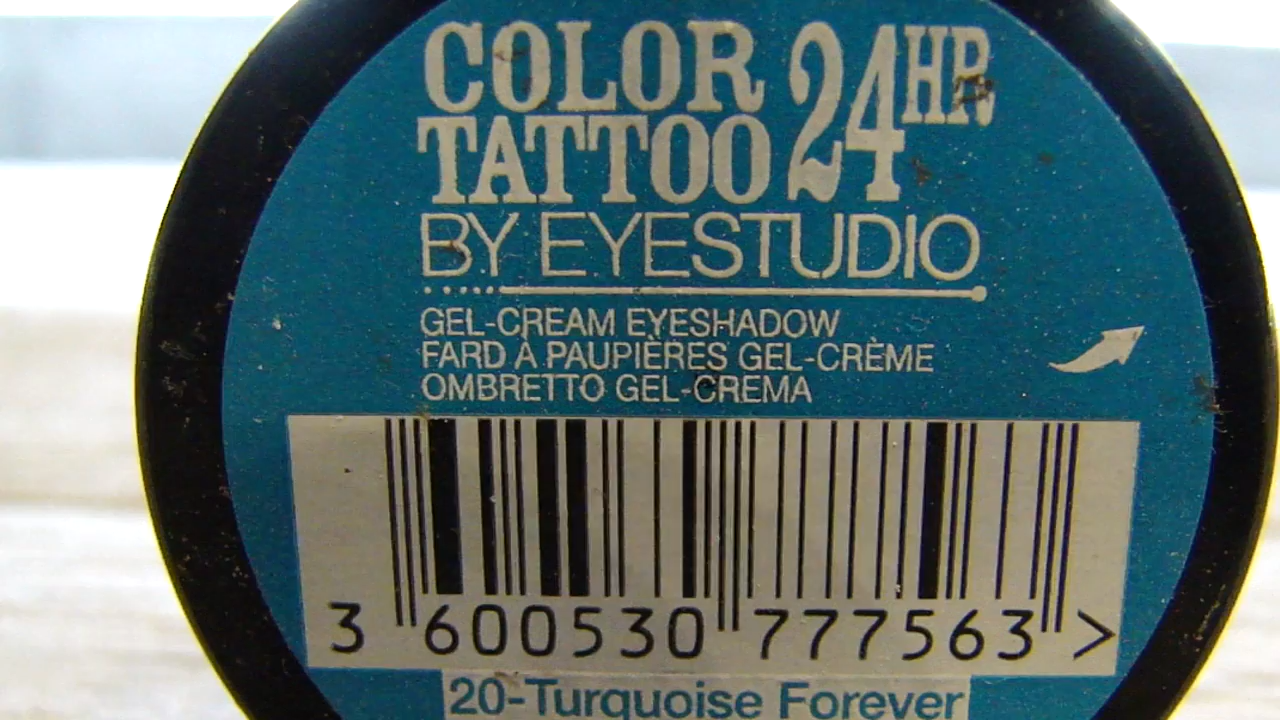 COLOR
TATTOO 24HR
BY EYESTUDIO
GEL-CREAM EYESHADOW
FARD À PAUPIÈRES GEL-CRÈME
OMBRETTO GEL-CREMA
3 600530 777563 >
20-Turquoise Forever